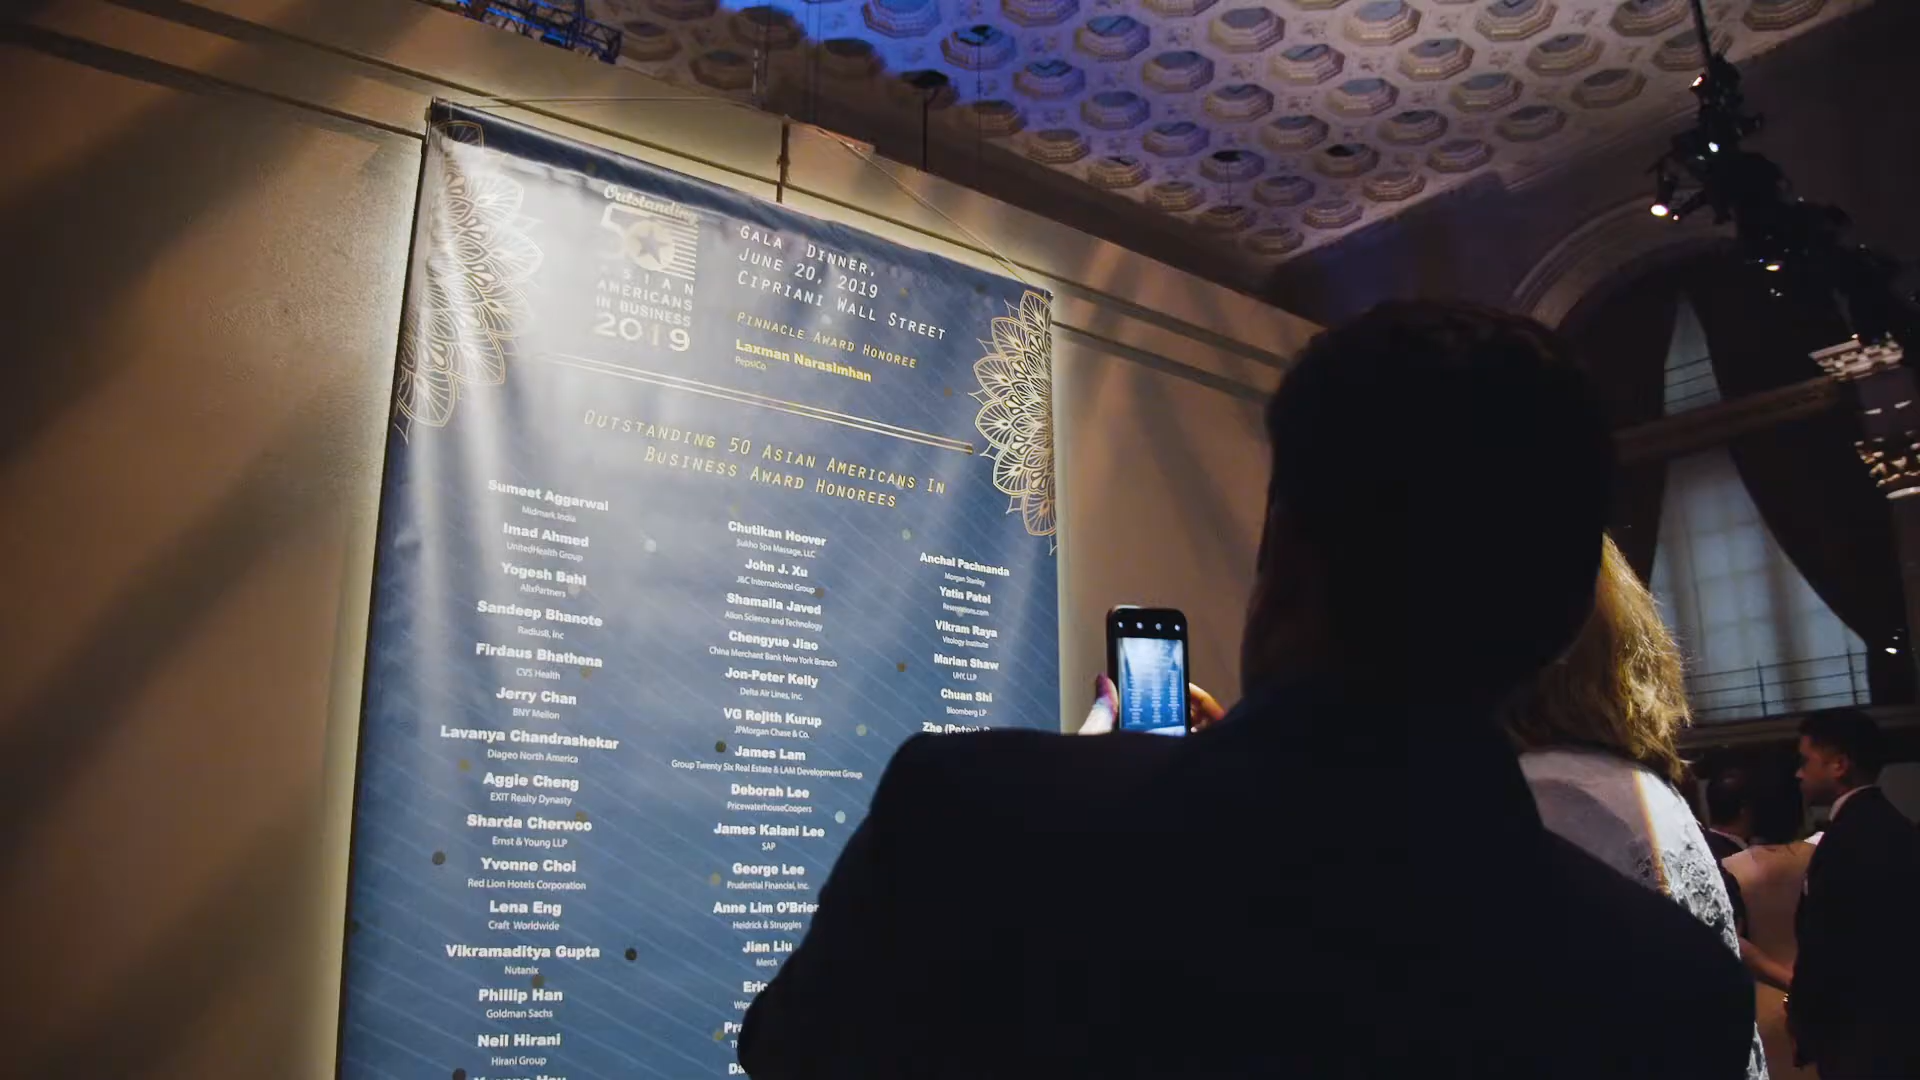 Outstanding
50
ASIAN
AMERICANS
IN BUSINESS
2019
GALA DINNER,
JUNE 20, 2019
CIPRIANI WALL STREET
PINNACLE AWARD HONOREE
Laxman Narasimhan
PepsiCo
OUTSTANDING 50 ASIAN AMERICANS IN
BUSINESS AWARD HONOREES
Sumeet Aggarwal
Midmark India
Imad Ahmed
UnitedHealth Group
Yogesh Bahl
AlixPartners
Sandeep Bhanote
Radius8, Inc
Firdaus Bhathena
CVS Health
Jerry Chan
BNY Mellon
Lavanya Chandrashekar
Diageo North America
Aggie Cheng
EXIT Realty Dynasty
Sharda Cherwoo
Ernst & Young LLP
Yvonne Choi
Red Lion Hotels Corporation
Lena Eng
Craft Worldwide
Vikramaditya Gupta
Nutanix
Phillip Han
Goldman Sachs
Neil Hirani
Hirani Group
Chutikan Hoover
Sukho Spa Massage, LLC
John J. Xu
J&C International Group
Shamaila Javed
Allon Science and Technology
Chengyue Jiao
China Merchant Bank New York Branch
Jon-Peter Kelly
Delta Air Lines, Inc.
VG Rejith Kurup
JPMorgan Chase & Co.
James Lam
Group Twenty Six Real Estate & LAM Development Group
Deborah Lee
PricewaterhouseCoopers
James Kalani Lee
SAP
George Lee
Prudential Financial, Inc.
Anne Lim O'Brien
Heidrick & Struggles
Jian Liu
Merck
Eric
Anchal Pachnanda
Morgan Stanley
Yatin Patel
Reservations.com
Vikram Raya
Vitology Institute
Marian Shaw
UHY, LLP
Chuan Shi
Bloomberg LP
Zhe (Peter)